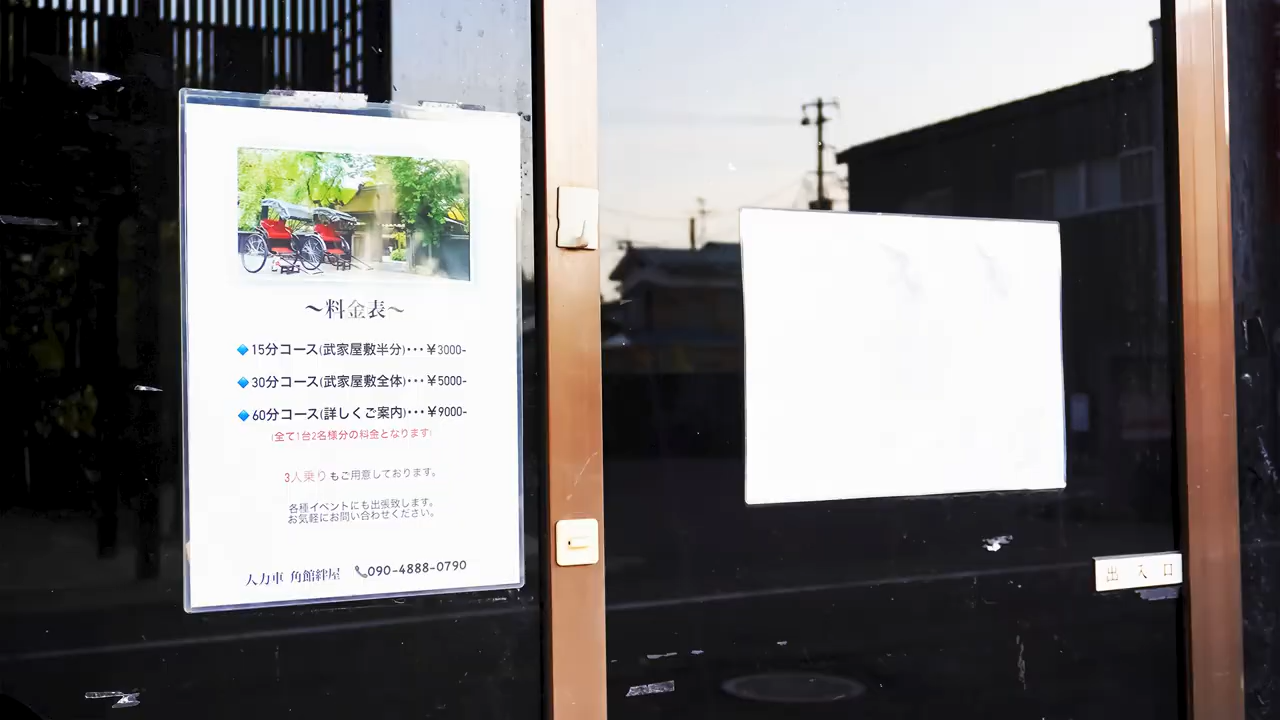 ～料金表～
15分コース(武家屋敷半分)･･･￥3000-
30分コース(武家屋敷全体)･･･￥5000-
60分コース(詳しくご案内)･･･￥9000-
(全て1台2名様分の料金となります)
3人乗りもご用意しております。
各種イベントにも出張致します。
お気軽にお問い合わせください。
人力車 角館絆屋 090-4888-0790
出入口